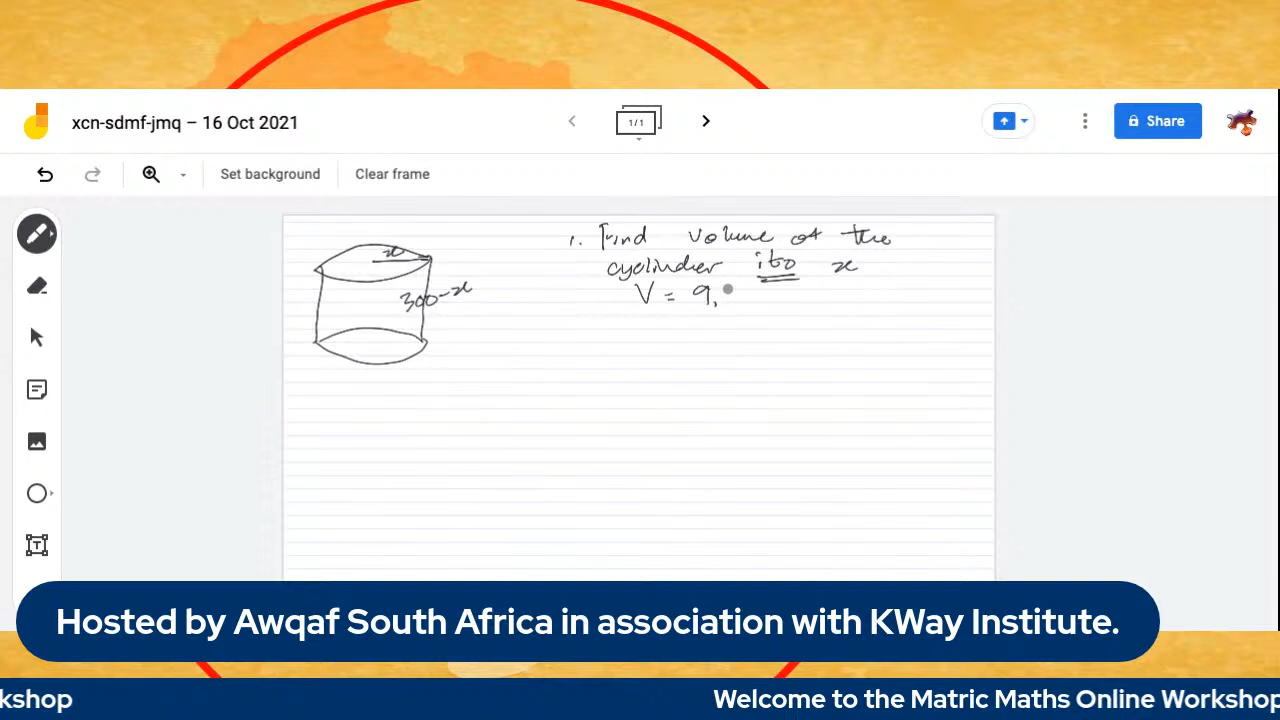 xcn-sdmf-jmq – 16 Oct 2021
1/1
Share
Set background
Clear frame
x
300-x
1. Find volume of the
cyclinder ito x
V = 9,
T
Hosted by Awqaf South Africa in association with KWay Institute.
kshop
Welcome to the Matric Maths Online Workshop